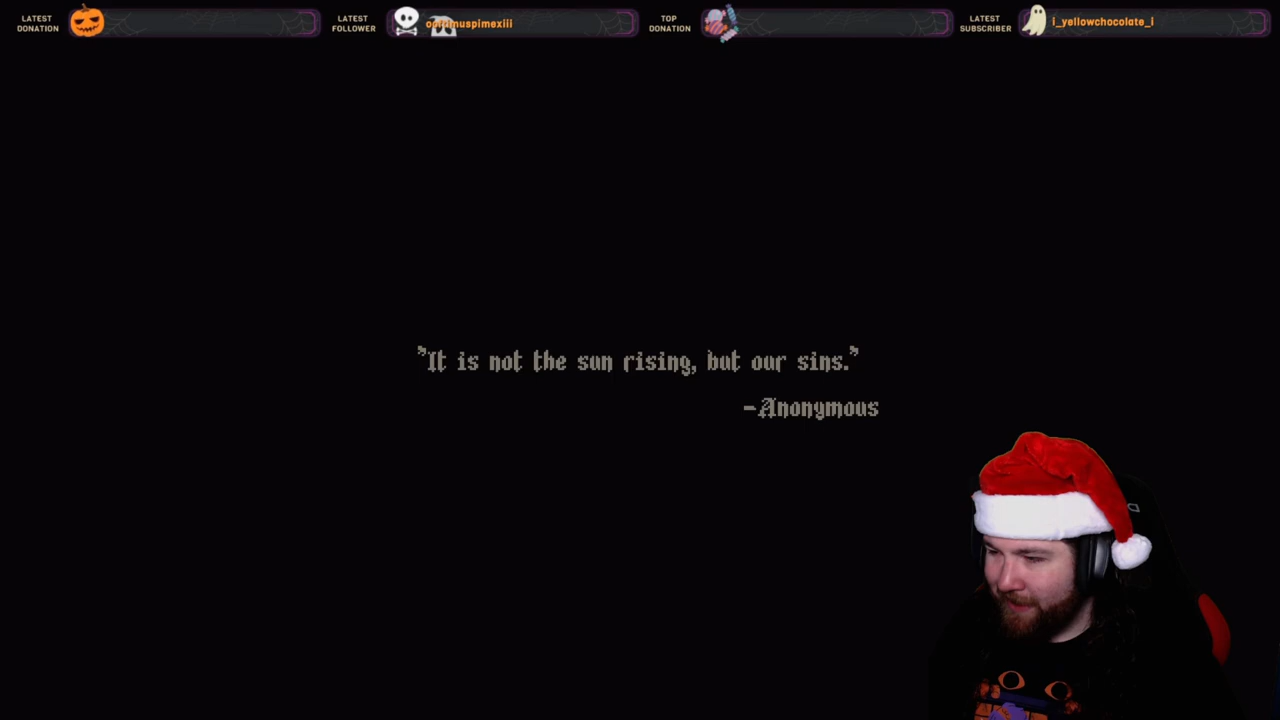 LATEST
DONATION
LATEST
FOLLOWER
TOP
DONATION
LATEST
SUBSCRIBER
i_yellowchocolate_i
"It is not the sun rising, but our sins."
-Anonymous